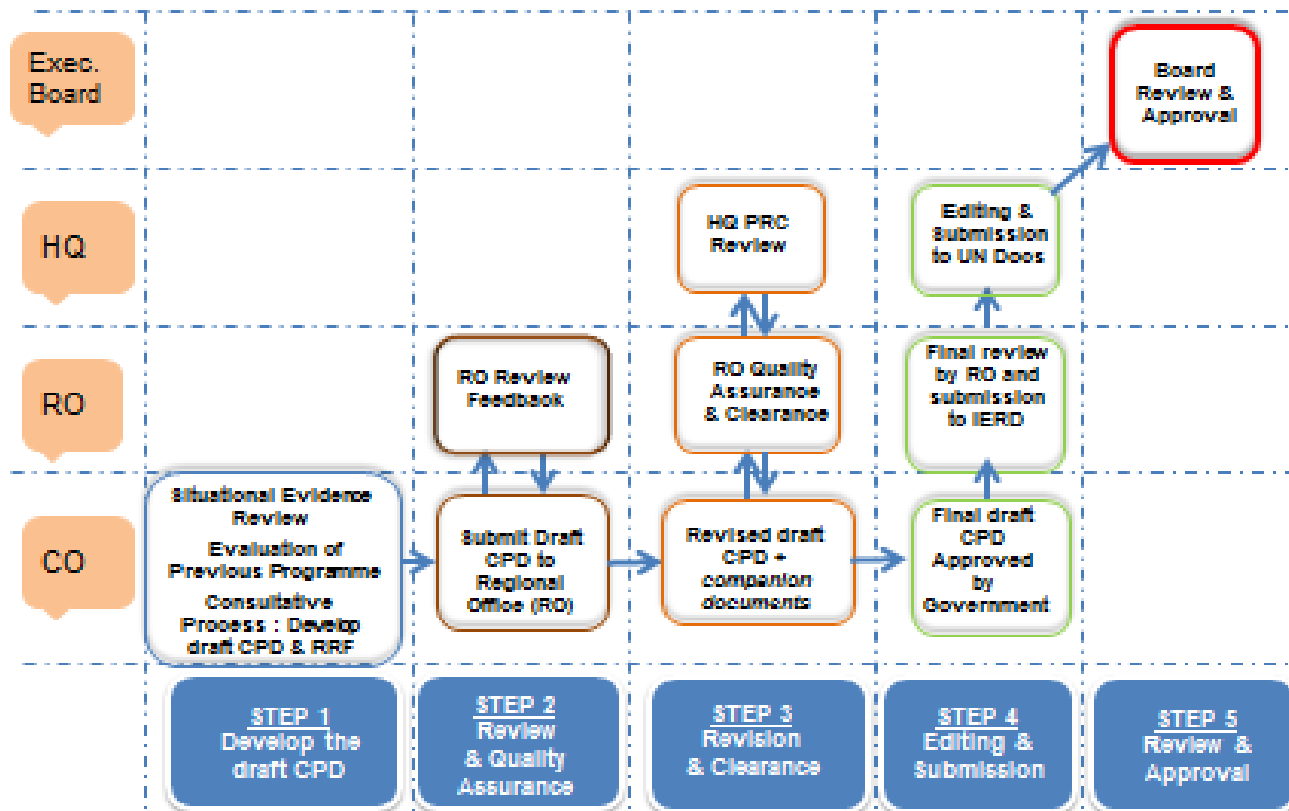 Exec.
Board
Board
Review &
Approval
HQ
HQ PRC
Review
Editing &
Submission
to UN Docs
RO
RO Review
Feedback
RO Quality
Assurance
& Clearance
Final review
by RO and
submission
to IERD
CO
Situational Evidence
Review
Evaluation of
Previous Programme
Consultative
Process : Develop
draft CPD & RRF
Submit Draft
CPD to
Regional
Office (RO)
Revised draft
CPD +
companion
documents
Final draft
CPD
Approved
by
Government
STEP 1
Develop the
draft CPD
STEP 2
Review
& Quality
Assurance
STEP 3
Revision
& Clearance
STEP 4
Editing &
Submission
STEP 5
Review &
Approval